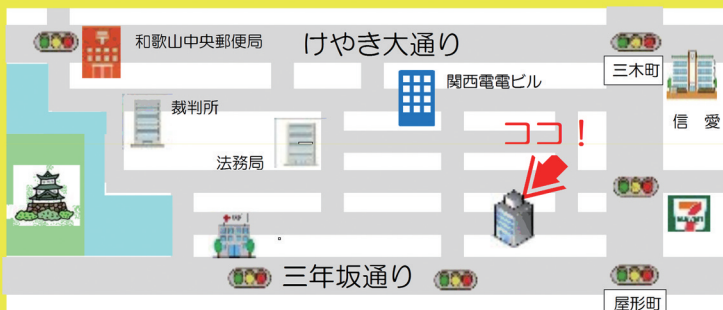 和歌山中央郵便局
けやき大通り
三木町
関西電電ビル
信 愛
裁判所
ココ！
法務局
三年坂通り
屋形町